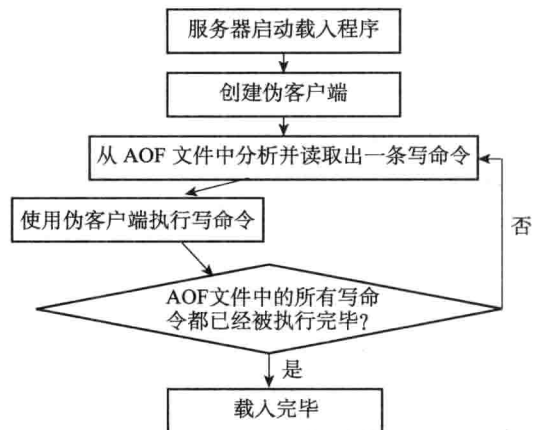 服务器启动载入程序
创建伪客户端
从 AOF 文件中分析并读取出一条写命令
使用伪客户端执行写命令
否
AOF文件中的所有写命
令都已经被执行完毕?
是
载入完毕